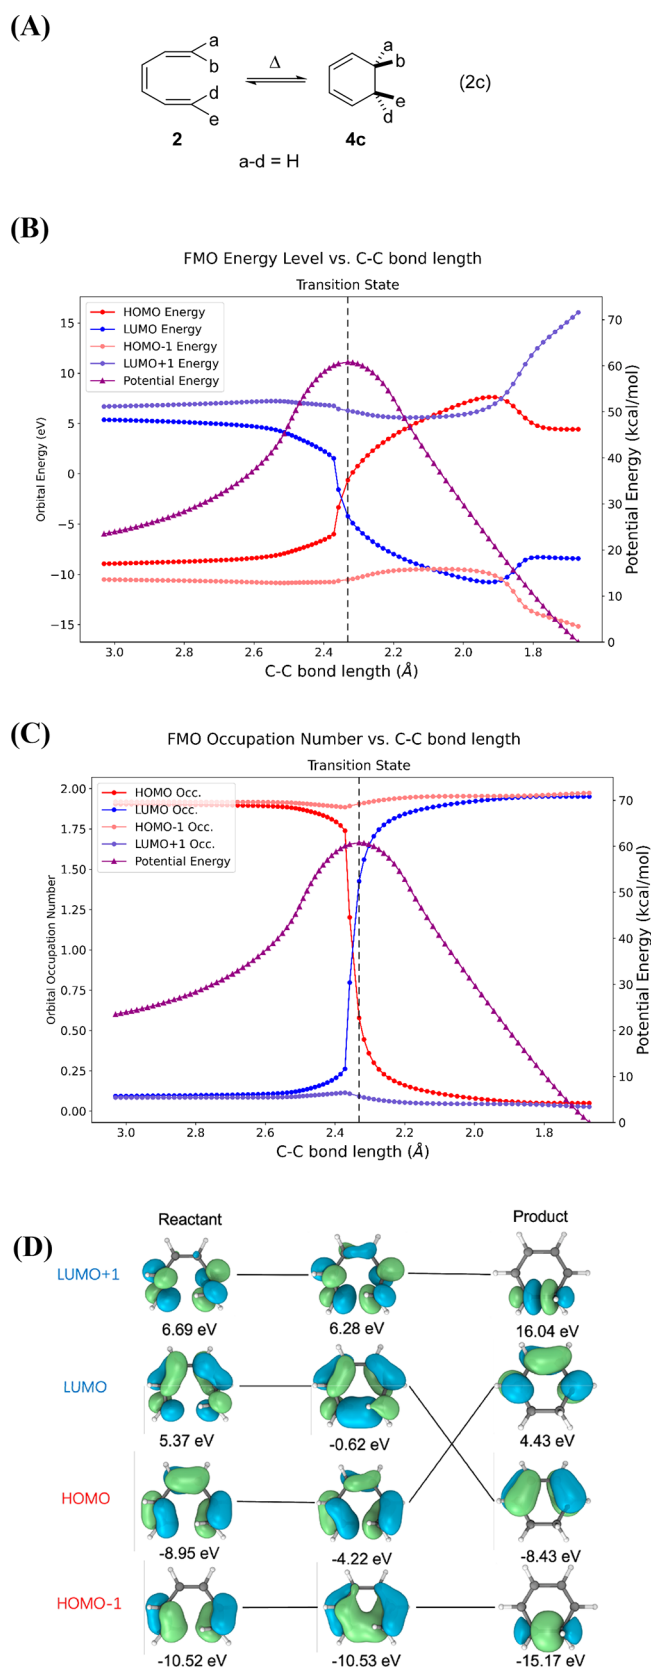 (A)
a
b
d
e
Δ
a
b
e
d
(2c)
2
4c
a-d = H
(B)
FMO Energy Level vs. C-C bond length
Transition State
HOMO Energy
LUMO Energy
HOMO-1 Energy
LUMO+1 Energy
Potential Energy
15
10
5
0
−5
−10
−15
Orbital Energy (eV)
70
60
50
40
30
20
10
0
Potential Energy (kcal/mol)
3.0 2.8 2.6 2.4 2.2 2.0 1.8
C-C bond length (Å)
(C)
FMO Occupation Number vs. C-C bond length
Transition State
HOMO Occ.
LUMO Occ.
HOMO-1 Occ.
LUMO+1 Occ.
Potential Energy
2.00
1.75
1.50
1.25
1.00
0.75
0.50
0.25
0.00
Orbital Occupation Number
70
60
50
40
30
20
10
0
Potential Energy (kcal/mol)
3.0 2.8 2.6 2.4 2.2 2.0 1.8
C-C bond length (Å)
(D)
Reactant Product
LUMO+1
6.69 eV 6.28 eV 16.04 eV
LUMO
5.37 eV -0.62 eV 4.43 eV
HOMO
-8.95 eV -4.22 eV -8.43 eV
HOMO-1
-10.52 eV -10.53 eV -15.17 eV